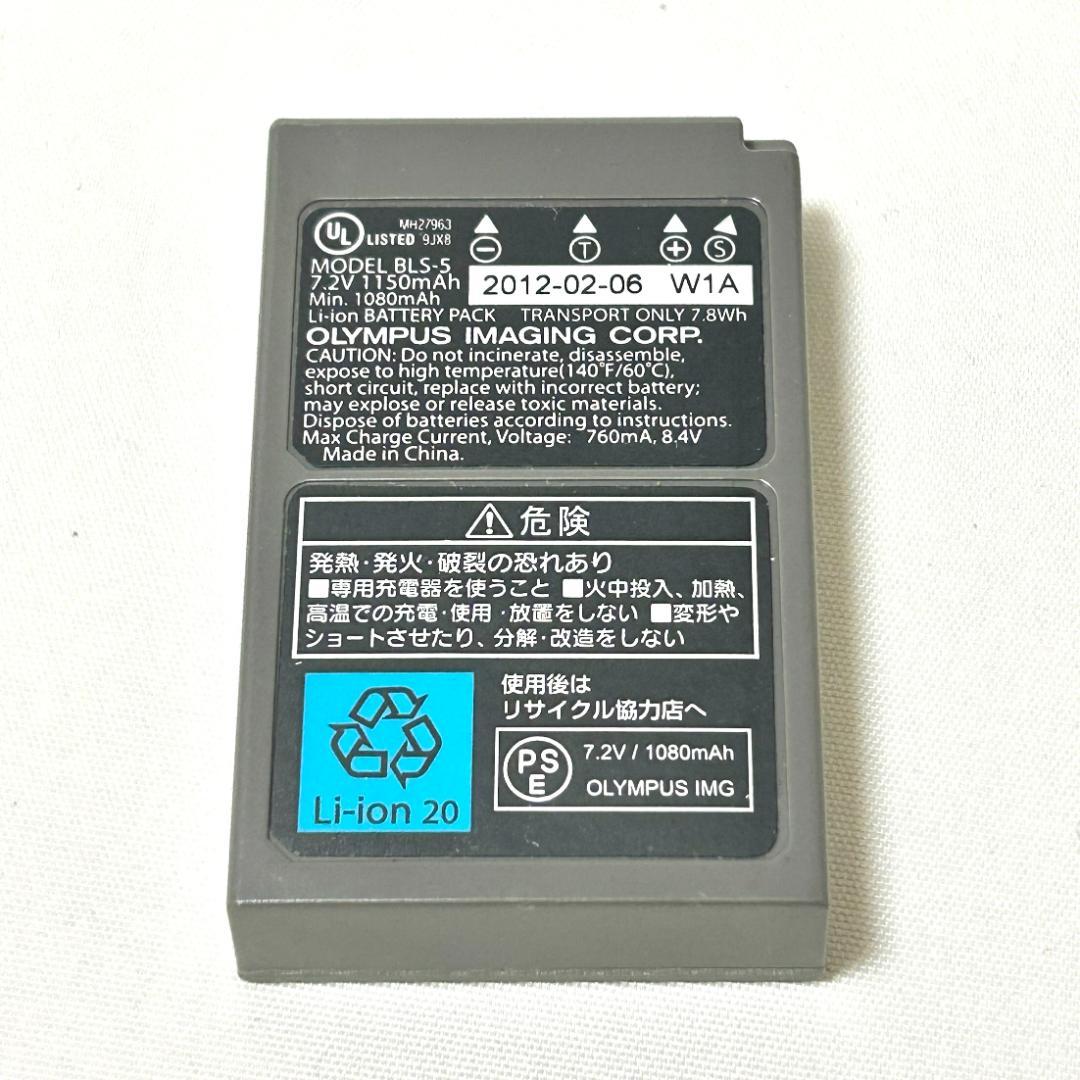 UL LISTED MH27963 9JX8
− T + S
MODEL BLS-5
7.2V 1150mAh
Min. 1080mAh
2012-02-06 W1A
Li-ion BATTERY PACK TRANSPORT ONLY 7.8Wh
OLYMPUS IMAGING CORP.
CAUTION: Do not incinerate, disassemble,
expose to high temperature(140°F/60°C),
short circuit, replace with incorrect battery;
may explode or release toxic materials.
Dispose of batteries according to instructions.
Max Charge Current, Voltage: 760mA, 8.4V
Made in China.
危険
発熱・発火・破裂の恐れあり
■専用充電器を使うこと ■火中投入、加熱、
高温での充電・使用・放置をしない ■変形や
ショートさせたり、分解・改造をしない
使用後は
リサイクル協力店へ
Li-ion 20
PSE
7.2V / 1080mAh
OLYMPUS IMG